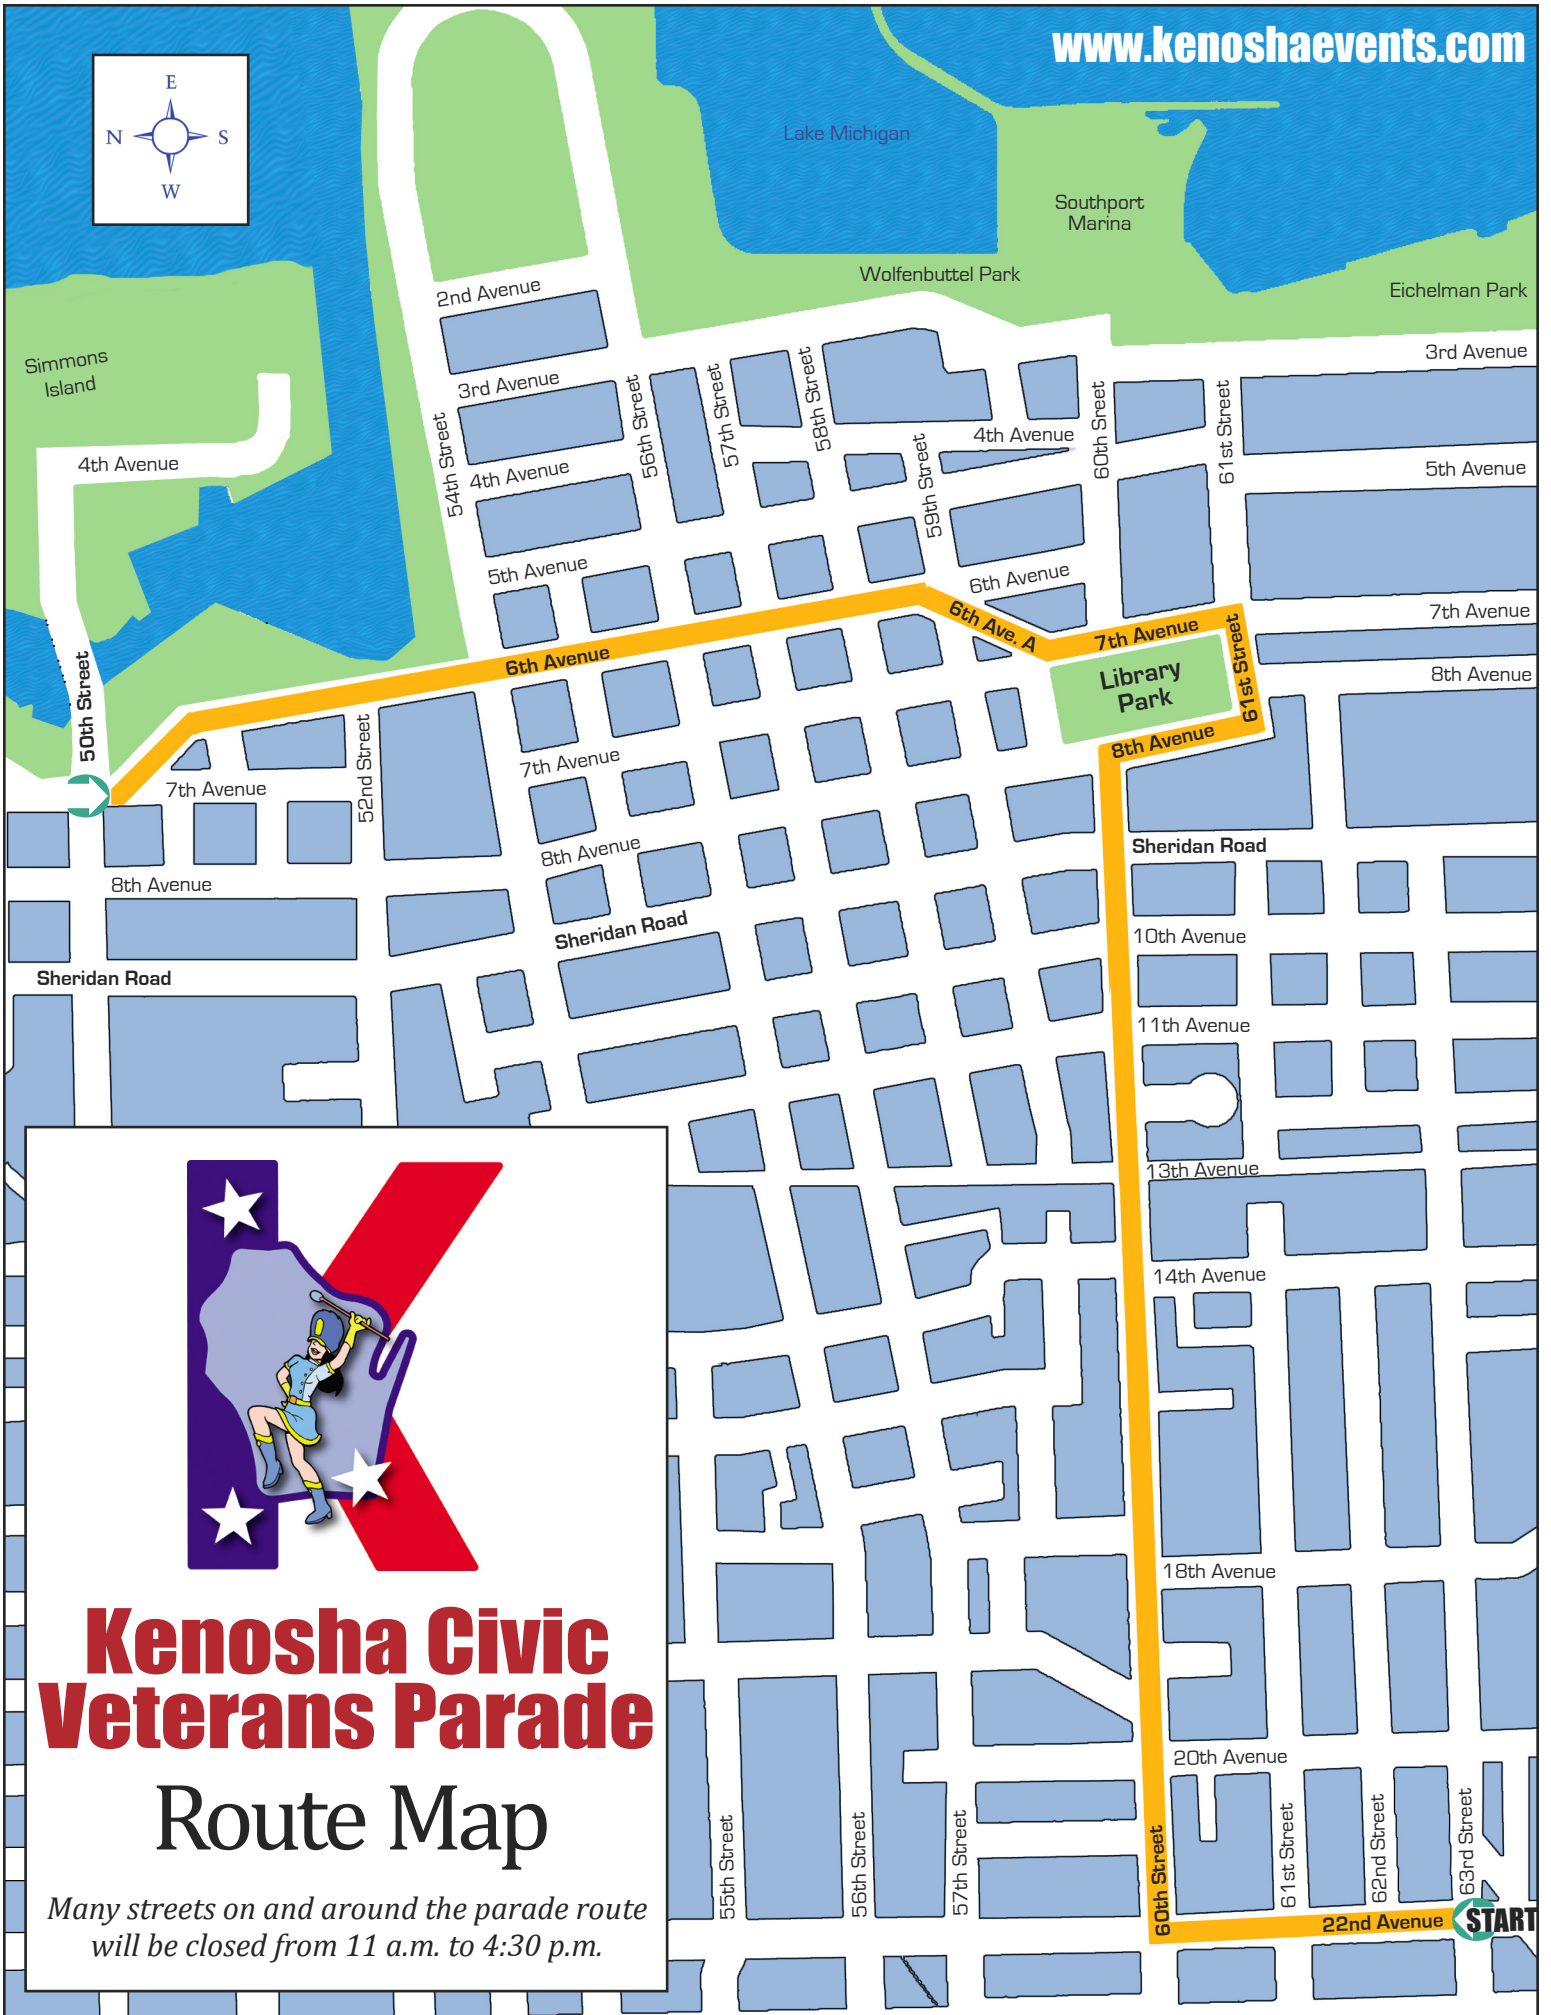 www.kenoshaevents.com
E
N
S
W
Lake Michigan
Southport
Marina
Wolfenbuttel Park
Eichelman Park
2nd Avenue
Simmons
Island
3rd Avenue
3rd Avenue
54th Street
56th Street
57th Street
58th Street
59th Street
60th Sreet
61st Street
4th Avenue
4th Avenue
4th Avenue
5th Avenue
5th Avenue
6th Avenue
7th Avenue
6th Avenue
6th Ave. A
7th Avenue
61st Street
Library
Park
8th Avenue
8th Avenue
50th Street
52nd Street
7th Avenue
7th Avenue
8th Avenue
8th Avenue
Sheridan Road
Sheridan Road
Sheridan Road
10th Avenue
11th Avenue
13th Avenue
14th Avenue
18th Avenue
20th Avenue
Kenosha Civic
Veterans Parade
Route Map
Many streets on and around the parade route
will be closed from 11 a.m. to 4:30 p.m.
55th Street
56th Street
57th Street
60th Street
61st Street
62nd Street
63rd Street
22nd Avenue
START